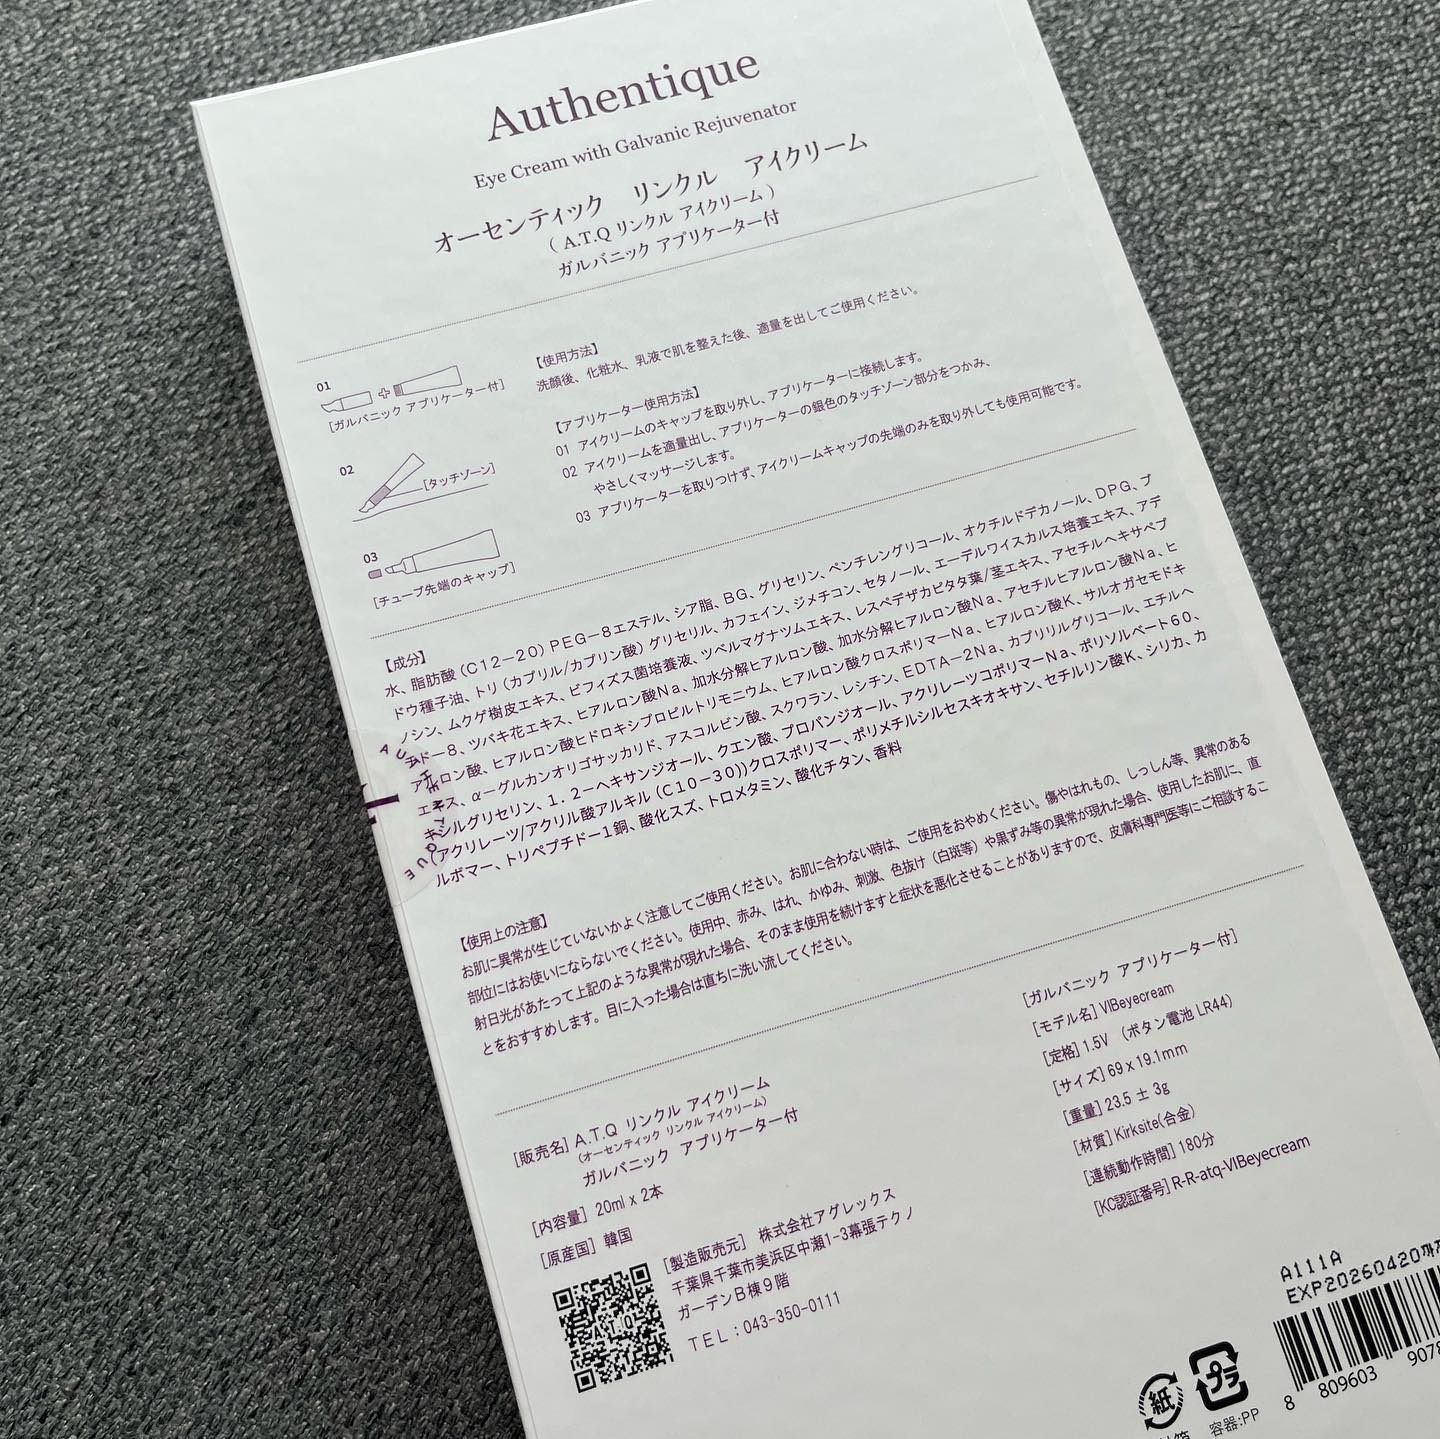 Authentique
Eye Cream with Galvanic Rejuvenator
オーセンティック リンクル アイクリーム
( A.T.Q リンクル アイクリーム )
ガルバニック アプリケーター付
01
[ガルバニック アプリケーター付]
02
[タッチゾーン]
03
[チューブ先端のキャップ]
【使用方法】
洗顔後、化粧水、乳液で肌を整えた後、適量を出してご使用ください。
【アプリケーター使用方法】
01 アイクリームのキャップを取り外し、アプリケーターに接続します。
02 アイクリームを適量出し、アプリケーターの銀色のタッチゾーン部分をつかみ、
やさしくマッサージします。
03 アプリケーターを取りつけず、アイクリームキャップの先端のみを取り外しても使用可能です。
【成分】
水、脂肪酸(C12-20)PEG-8エステル、シア脂、BG、グリセリン、ペンチレングリコール、オクチルドデカノール、DPG、ブ
ドウ種子油、トリ(カプリル/カプリン酸)グリセリル、カフェイン、ジメチコン、セタノール、エーデルワイスカルス培養エキス、アデ
ノシン、ムクゲ樹皮エキス、ビフィズス菌培養液、ツベルマグナツムエキス、レスペデザカピタタ葉/茎エキス、アセチルヘキサペプ
チド-8、ツバキ花エキス、ヒアルロン酸Na、加水分解ヒアルロン酸、加水分解ヒアルロン酸Na、アセチルヒアルロン酸Na、ヒ
アルロン酸、ヒアルロン酸ヒドロキシプロピルトリモニウム、ヒアルロン酸クロスポリマーNa、ヒアルロン酸K、サルオガセモドキ
エキス、α-グルカンオリゴサッカリド、アスコルビン酸、スクワラン、レシチン、EDTA-2Na、カプリリルグリコール、エチルヘ
キシルグリセリン、1,2-ヘキサンジオール、クエン酸、プロパンジオール、アクリレーツコポリマーNa、ポリソルベート60、
(アクリレーツ/アクリル酸アルキル(C10-30))クロスポリマー、ポリメチルシルセスキオキサン、セチルリン酸K、シリカ、カ
ルボマー、トリペプチド-1銅、酸化スズ、トロメタミン、酸化チタン、香料
AUTHENTIQUE
【使用上の注意】
お肌に異常が生じていないかよく注意してご使用ください。お肌に合わない時は、ご使用をおやめください。傷やはれもの、しっしん等、異常のある
部位にはお使いにならないでください。使用中、赤み、はれ、かゆみ、刺激、色抜け(白斑等)や黒ずみ等の異常が現れた場合、使用したお肌に、直
射日光があたって上記のような異常が現れた場合、そのまま使用を続けますと症状を悪化させることがありますので、皮膚科専門医等にご相談するこ
とをおすすめします。目に入った場合は直ちに洗い流してください。
[販売名] A.T.Q リンクル アイクリーム
(オーセンティック リンクル アイクリーム)
ガルバニック アプリケーター付
[内容量] 20ml x 2本
[原産国] 韓国
[製造販売元] 株式会社アグレックス
千葉県千葉市美浜区中瀬1-3幕張テクノ
ガーデンB棟9階
TEL:043-350-0111
A.T.Q
[ガルバニック アプリケーター付]
[モデル名] VIBeyecream
[定格] 1.5V (ボタン電池 LR44)
[サイズ] 69 x 19.1mm
[重量] 23.5 ± 3g
[材質] Kirksite(合金)
[連続動作時間] 180分
[KC認証番号] R-R-atq-VIBeyecream
A111A
EXP20260420까지
8 809603 9078
紙
プラ
容器:PP